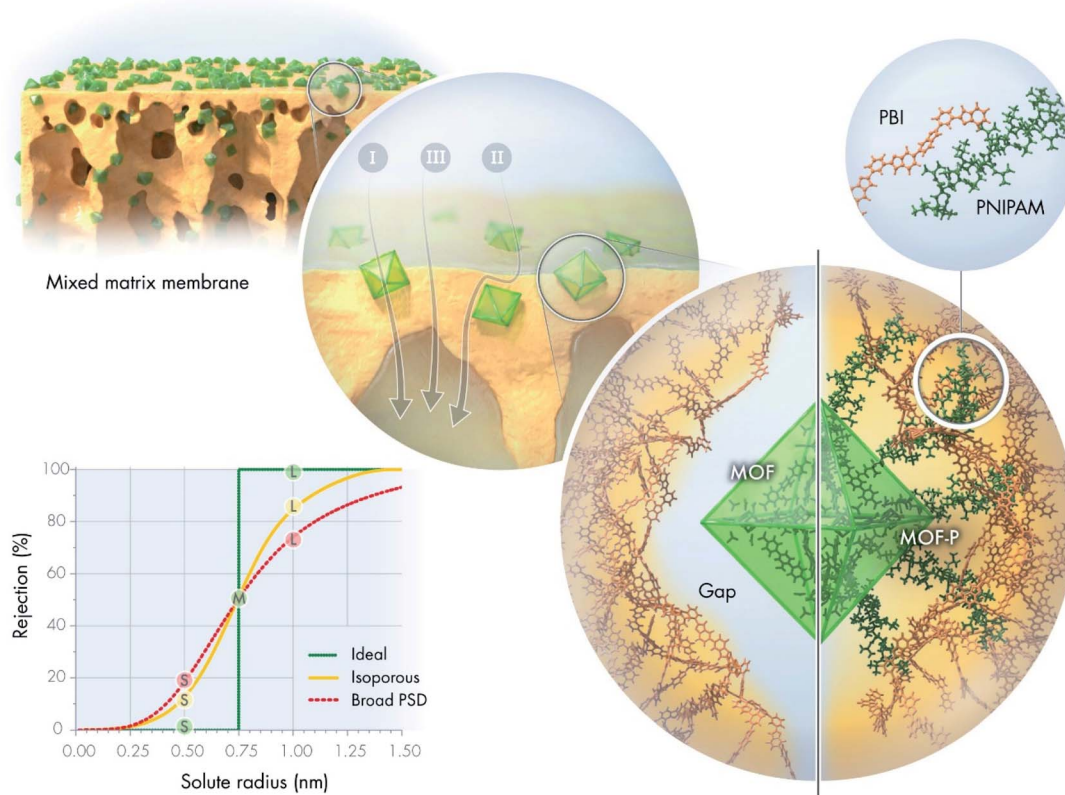 Mixed matrix membrane
I
III
II
PBI
PNIPAM
MOF
MOF-P
Gap
Rejection (%)
100
80
60
40
20
0
L
L
L
M
S
S
S
Ideal
Isoporous
Broad PSD
0.00 0.25 0.50 0.75 1.00 1.25 1.50
Solute radius (nm)